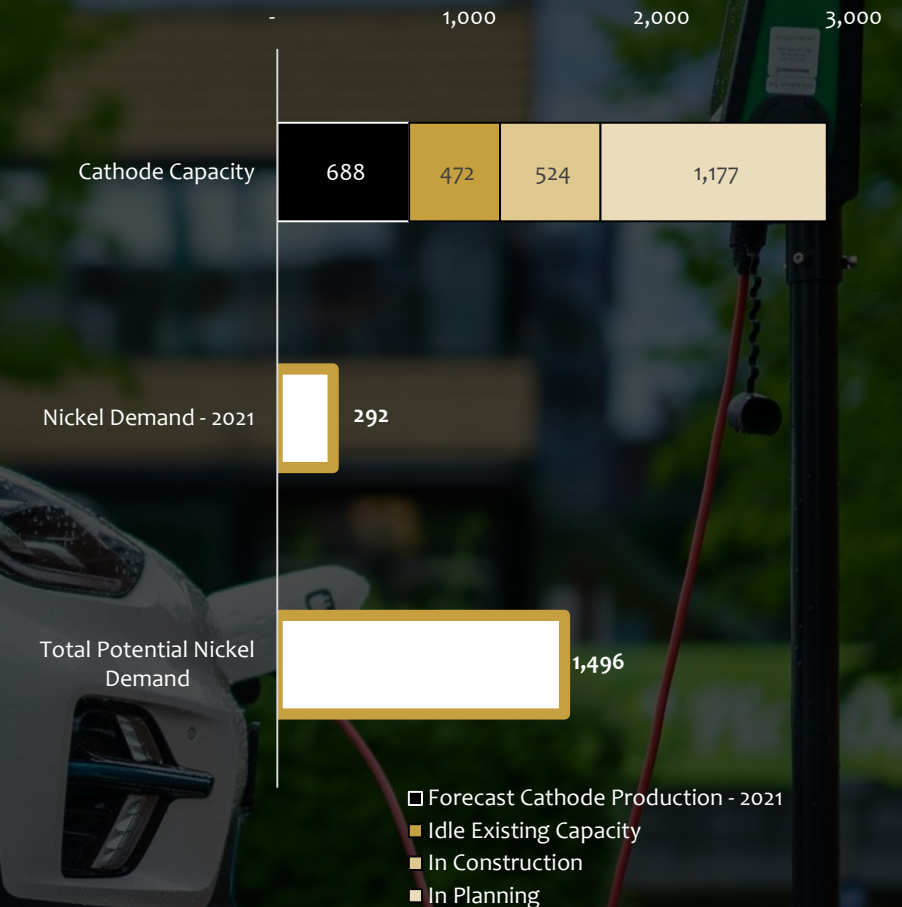 - 1,000 2,000 3,000
Cathode Capacity 688 472 524 1,177
Nickel Demand - 2021 292
Total Potential Nickel
Demand
1,496
Forecast Cathode Production - 2021
Idle Existing Capacity
In Construction
In Planning